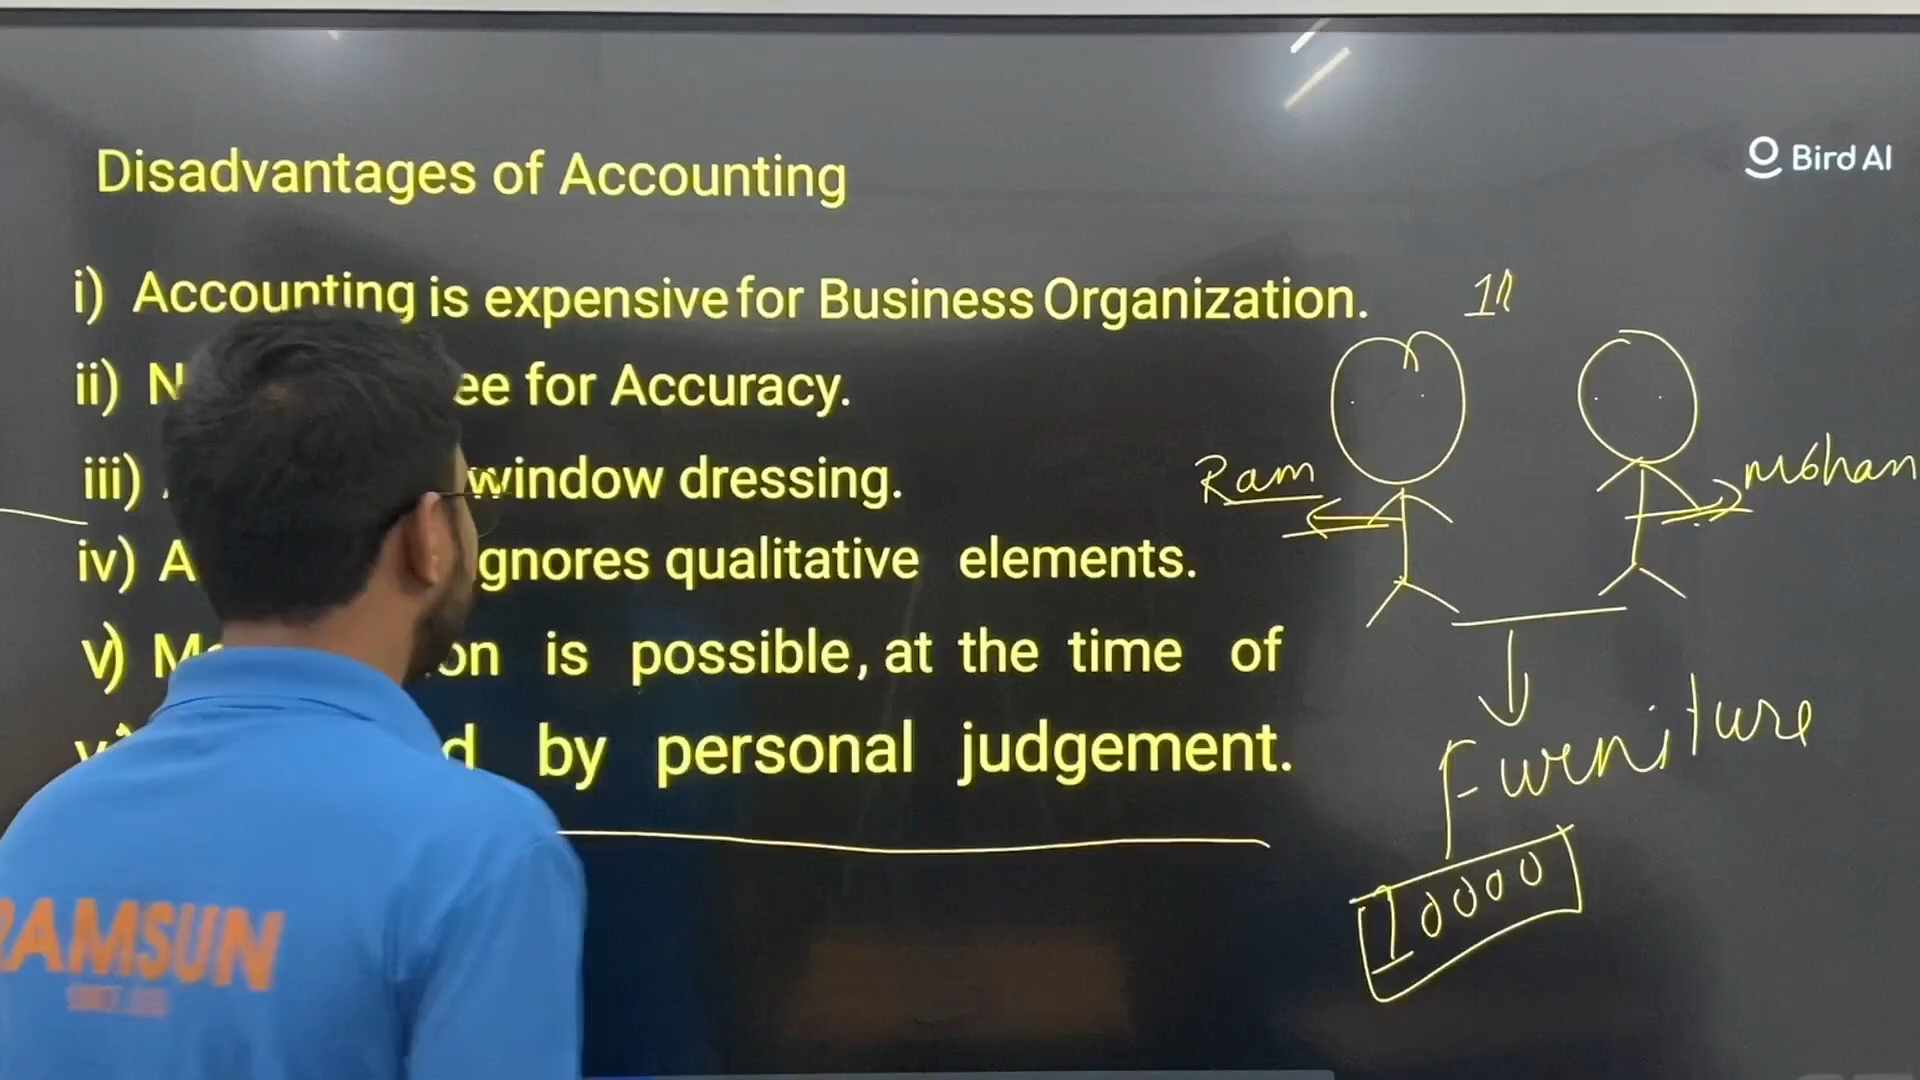 Disadvantages of Accounting
Bird AI
i) Accounting is expensive for Business Organization.
ii) N ee for Accuracy.
iii) window dressing.
iv) A gnores qualitative elements.
v) M on is possible, at the time of
d by personal judgement.
Ram
Mohan
Furniture
10000
RAMSUN